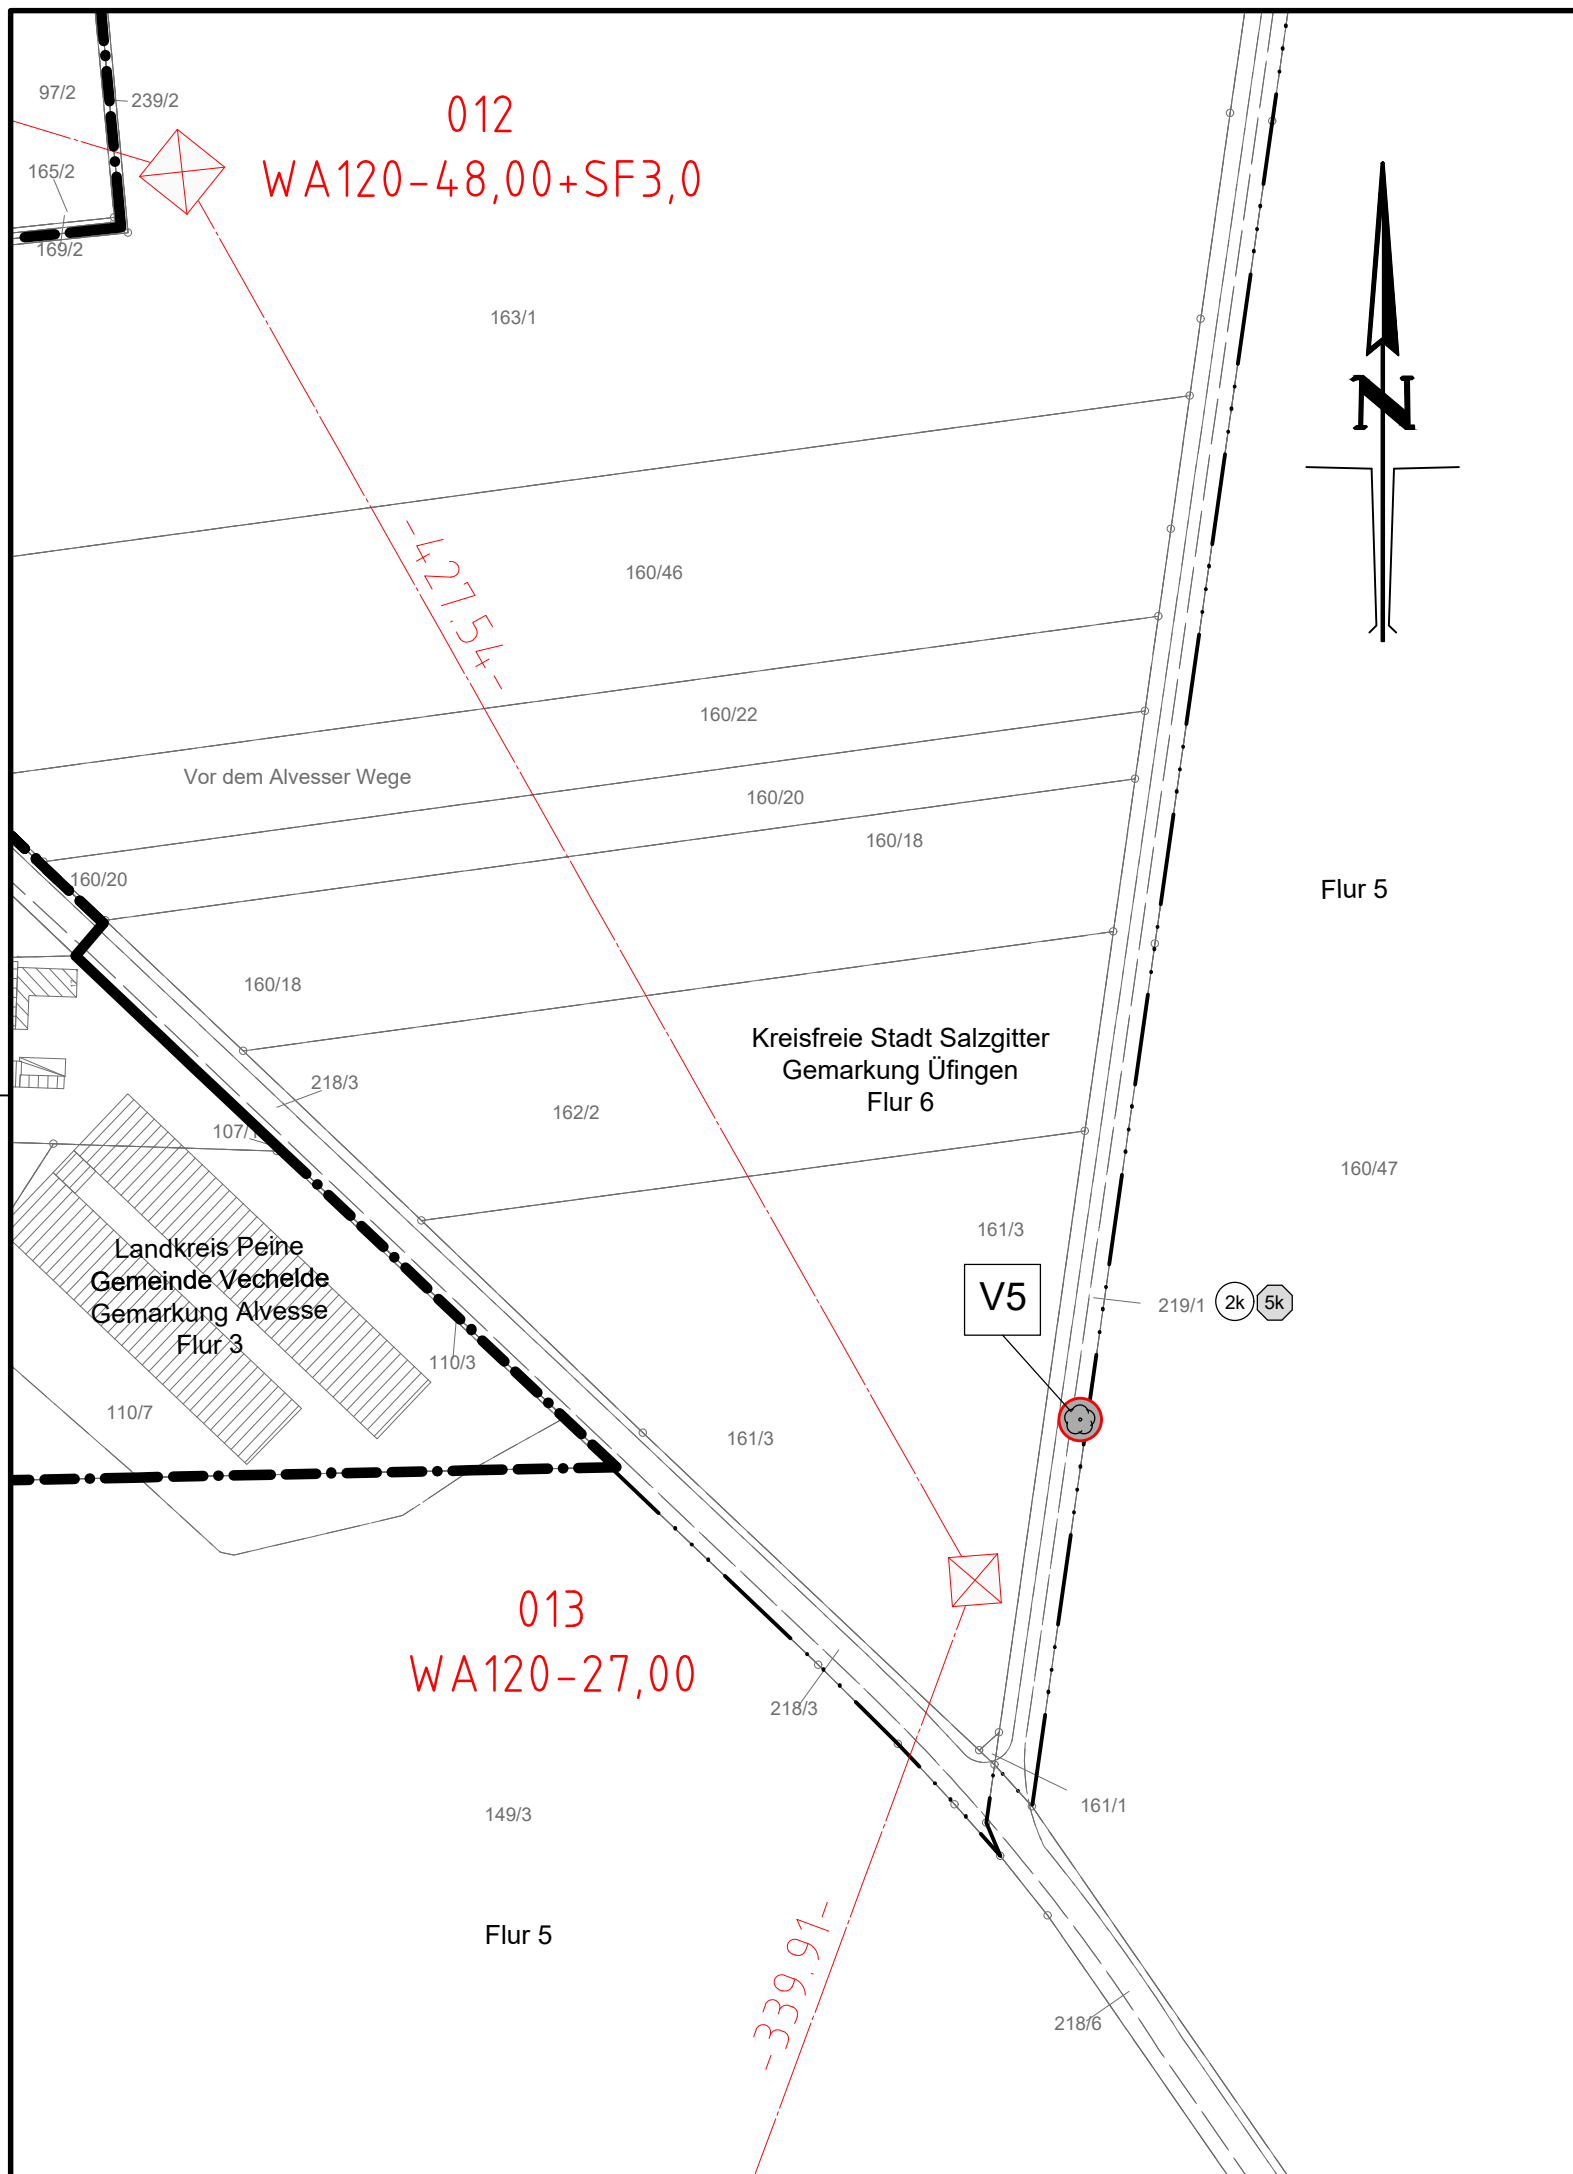 97/2
239/2
012
WA120-48,00+SF3,0
165/2
169/2
163/1
N
-427.54-
160/46
160/22
Vor dem Alvesser Wege
160/20
160/18
160/20
Flur 5
160/18
Kreisfreie Stadt Salzgitter
Gemarkung Üfingen
Flur 6
218/3
162/2
107/
160/47
161/3
Landkreis Peine
Gemeinde Vechelde
Gemarkung Alvesse
Flur 3
V5
219/1
2k
5k
110/3
110/7
161/3
013
WA120-27,00
218/3
149/3
161/1
Flur 5
-339.91-
218/6